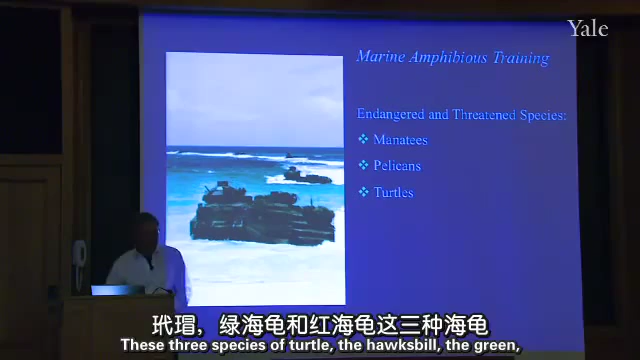 Yale
Marine Amphibious Training
Endangered and Threatened Species:
Manatees
Pelicans
Turtles
玳瑁，绿海龟和红海龟这三种海龟
These three species of turtle, the hawksbill, the green,